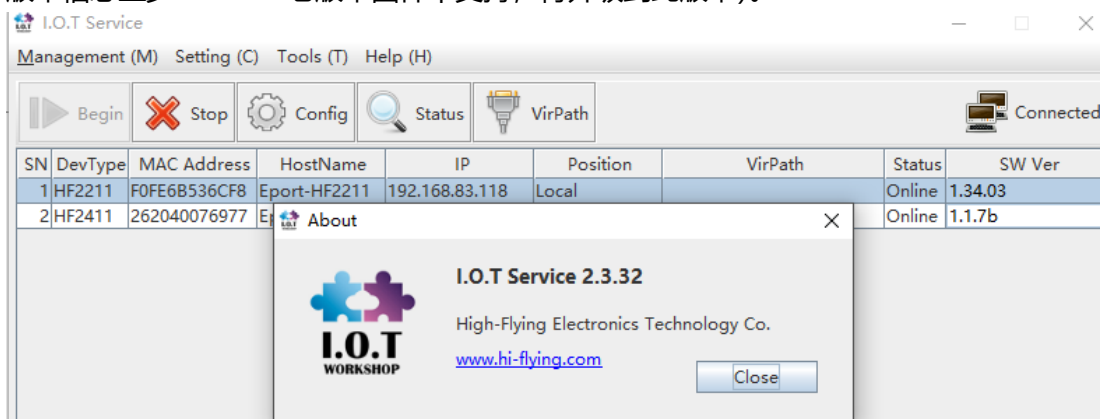 I.O.T Service
Management (M) Setting (C) Tools (T) Help (H)
Begin Stop Config Status VirPath Connected
SN DevType MAC Address HostName IP Position VirPath Status SW Ver
1 HF2211 F0FE6B536CF8 Eport-HF2211 192.168.83.118 Local Online 1.34.03
2 HF2411 262040076977 Online 1.1.7b
About
I.O.T Service 2.3.32
High-Flying Electronics Technology Co.
I.O.T
WORKSHOP
www.hi-flying.com
Close